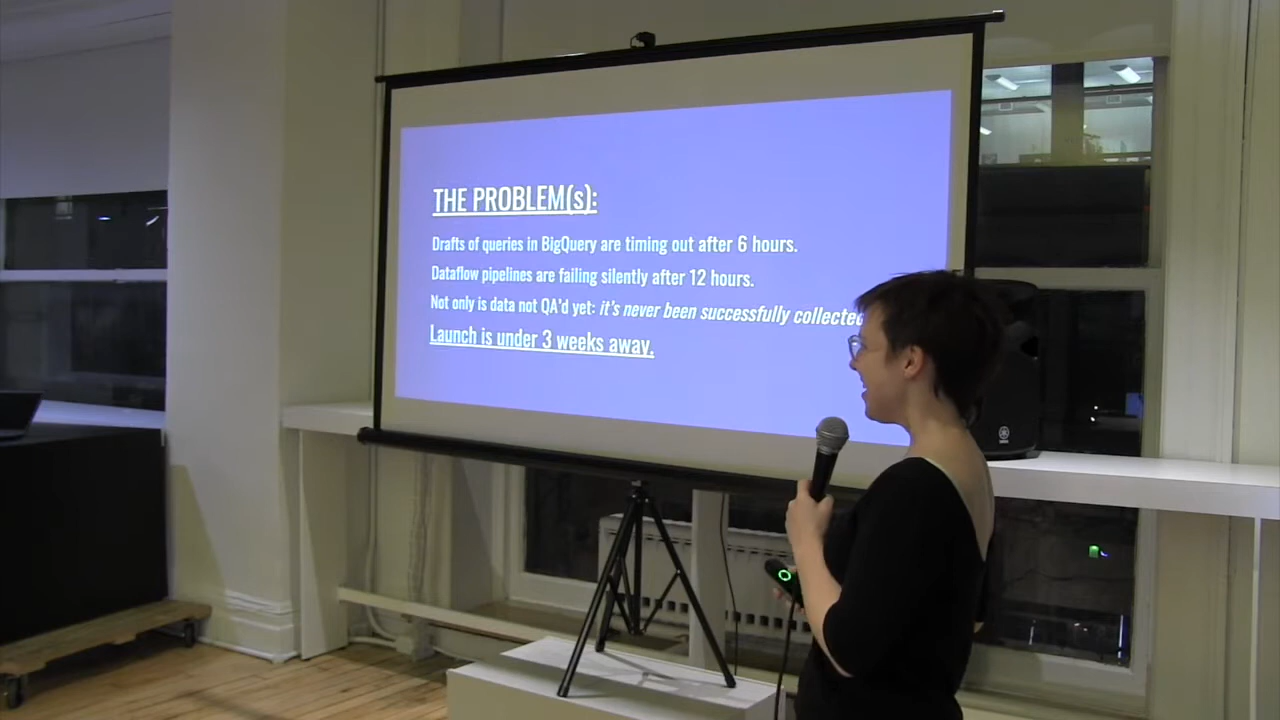 THE PROBLEM(s):
Drafts of queries in BigQuery are timing out after 6 hours.
Dataflow pipelines are failing silently after 12 hours.
Not only is data not QA'd yet: it's never been successfully collected
Launch is under 3 weeks away.